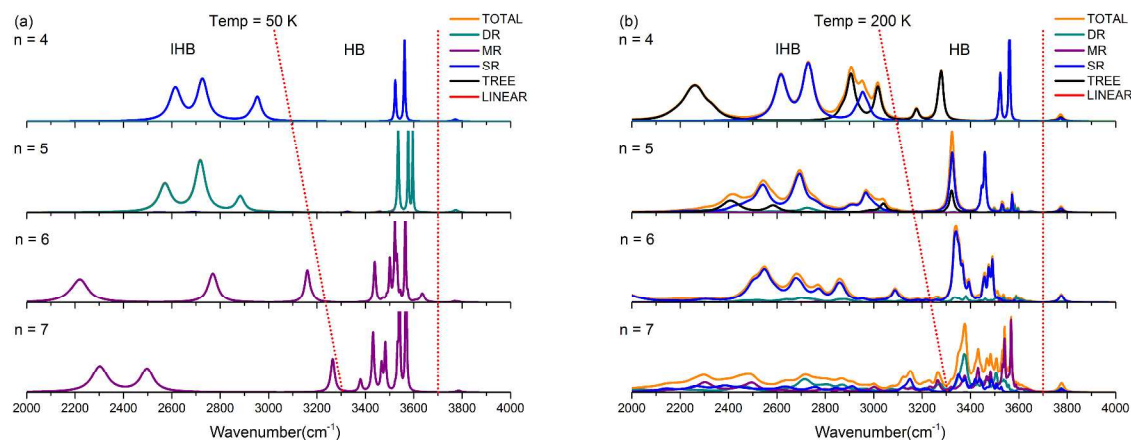 (a)
Temp = 50 K
TOTAL
DR
MR
SR
TREE
LINEAR
n = 4
IHB
HB
n = 5
n = 6
n = 7
2000 2200 2400 2600 2800 3000 3200 3400 3600 3800 4000
Wavenumber(cm-1)
(b)
Temp = 200 K
TOTAL
DR
MR
SR
TREE
LINEAR
n = 4
IHB
HB
n = 5
n = 6
n = 7
2000 2200 2400 2600 2800 3000 3200 3400 3600 3800 4000
Wavenumber(cm-1)